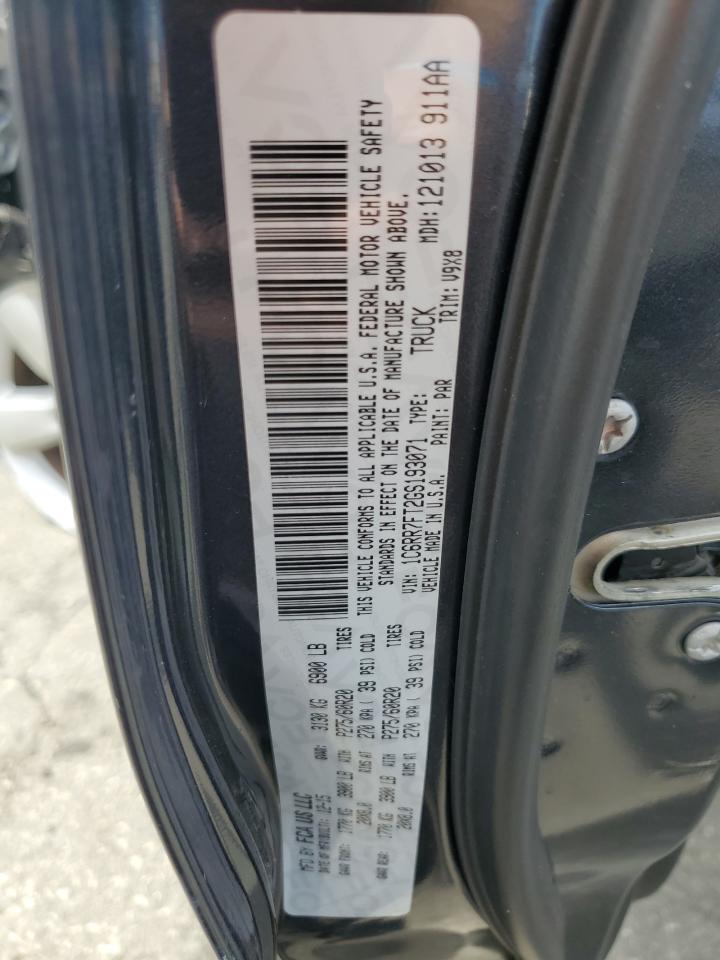 MFD BY FCA US LLC
DATE OF MFR/BUILT: 12-15 GVWR: 3130 KG 6900 LB
GAWR FRONT: 1770 KG 3900 LB WITH P275/60R20 TIRES
20X8.0 RIMS AT 270 KPA ( 39 PSI) COLD
GAWR REAR: 1770 KG 3900 LB WITH P275/60R20 TIRES
20X8.0 RIMS AT 270 KPA ( 39 PSI) COLD
THIS VEHICLE CONFORMS TO ALL APPLICABLE U.S.A. FEDERAL MOTOR VEHICLE SAFETY
STANDARDS IN EFFECT ON THE DATE OF MANUFACTURE SHOWN ABOVE.
VIN: 1C6RR7FT2GS193071 TYPE: TRUCK MDH: 121013 911AA
VEHICLE MADE IN U.S.A. PAINT: PAR TRIM: V9X8